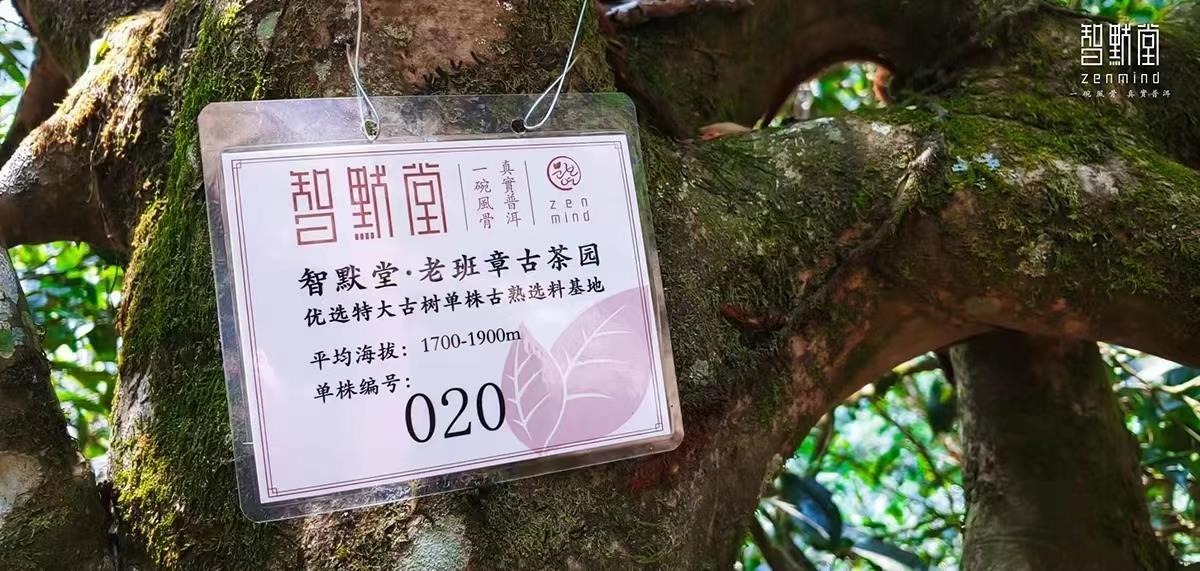 智默堂
zenmind
一碗風骨 真實普洱
智默堂
真實普洱
一碗風骨
zen
mind
智默堂·老班章古茶园
优选特大古树单株古熟选料基地
平均海拔：1700-1900m
单株编号：020